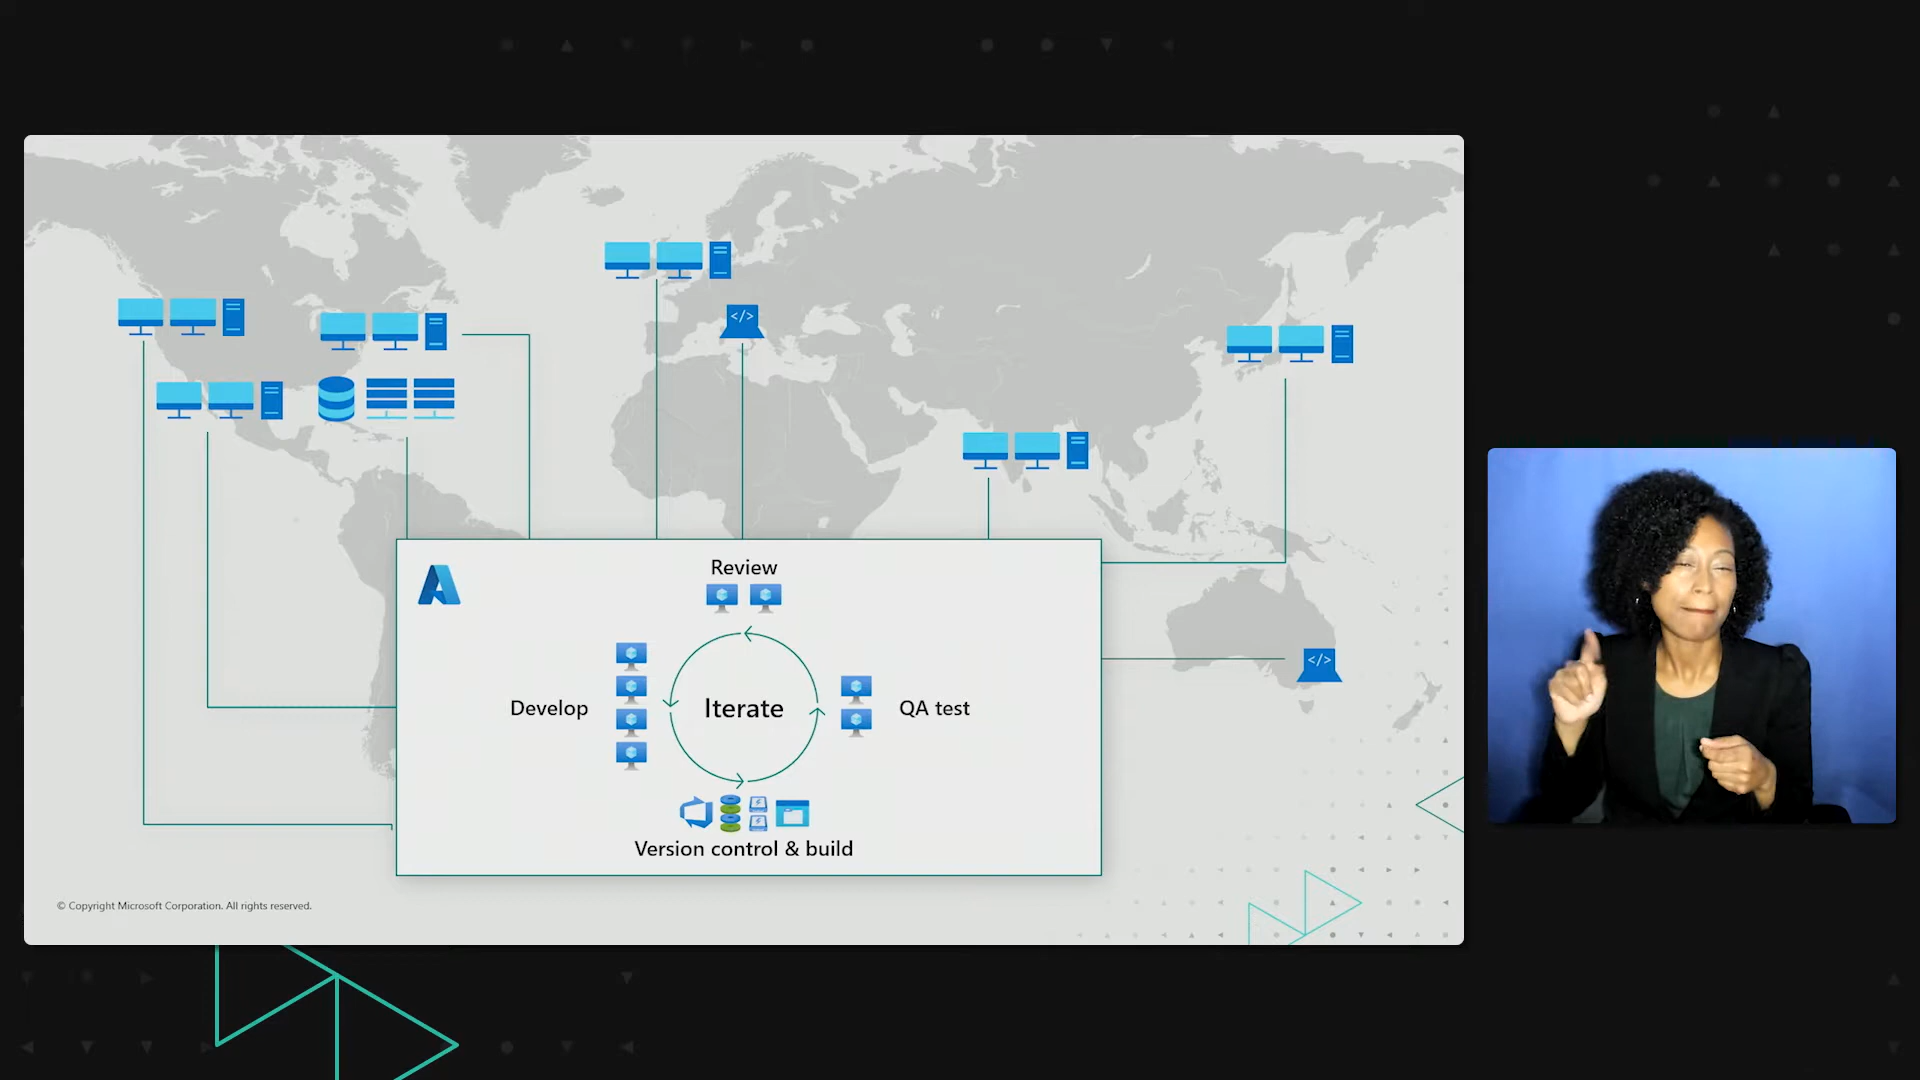 </>
Review
</>
Develop
Iterate
QA test
Version control & build
© Copyright Microsoft Corporation. All rights reserved.